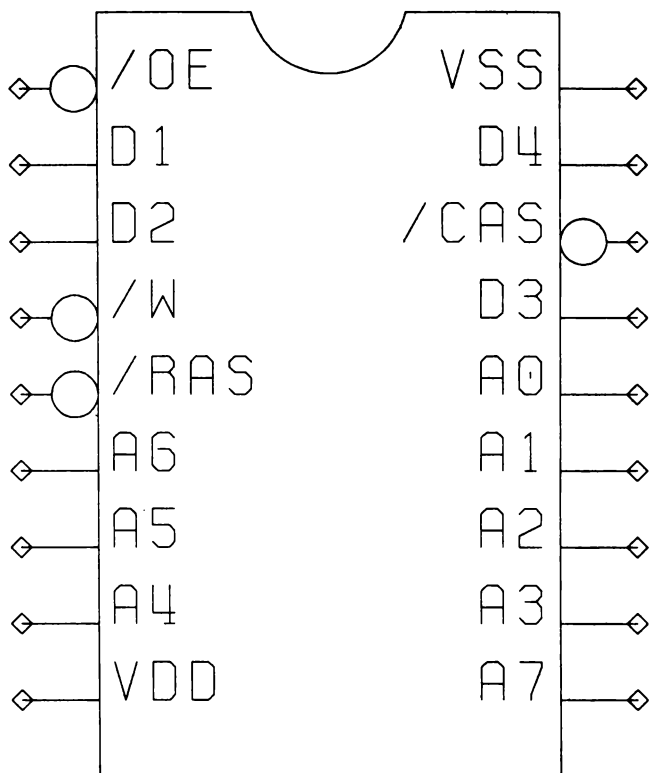 /OE VSS
D1 D4
D2 /CAS
/W D3
/RAS A0
A6 A1
A5 A2
A4 A3
VDD A7